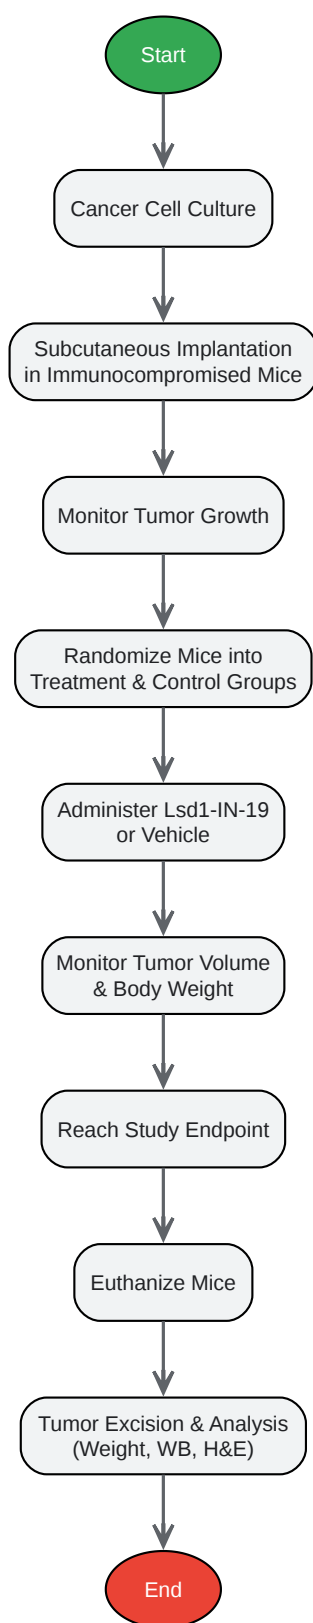 Start
Cancer Cell Culture
Subcutaneous Implantation
in Immunocompromised Mice
Monitor Tumor Growth
Randomize Mice into
Treatment & Control Groups
Administer Lsd1-IN-19
or Vehicle
Monitor Tumor Volume
& Body Weight
Reach Study Endpoint
Euthanize Mice
Tumor Excision & Analysis
(Weight, WB, H&E)
End